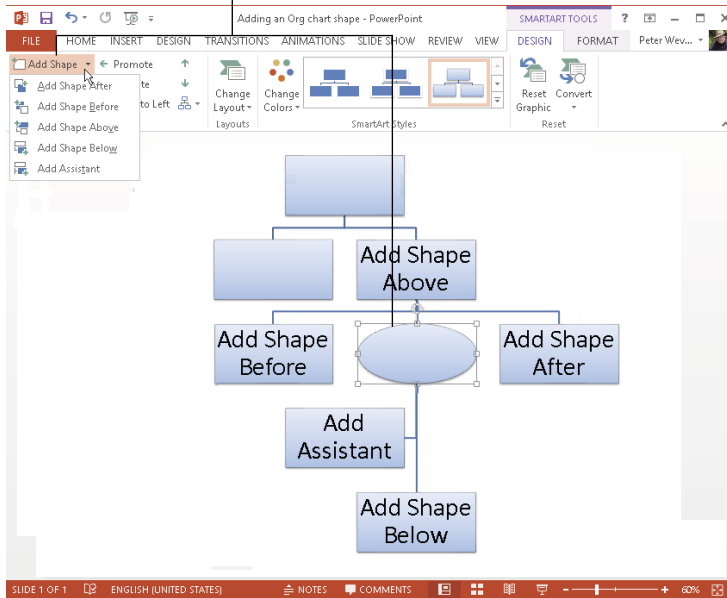 Adding an Org chart shape - PowerPoint SMARTART TOOLS ?
FILE HOME INSERT DESIGN TRANSITIONS ANIMATIONS SLIDE SHOW REVIEW VIEW DESIGN FORMAT Peter Wev...
Add Shape Promote
Add Shape After
Add Shape Before
Add Shape Above
Add Shape Below
Add Assistant
te
to Left
Change
Layout
Change
Colors
Reset
Graphic
Convert
Layouts SmartArt Styles Reset
Add Shape
Above
Add Shape
Before
Add Shape
After
Add
Assistant
Add Shape
Below
SLIDE 1 OF 1 ENGLISH (UNITED STATES) NOTES COMMENTS 60%